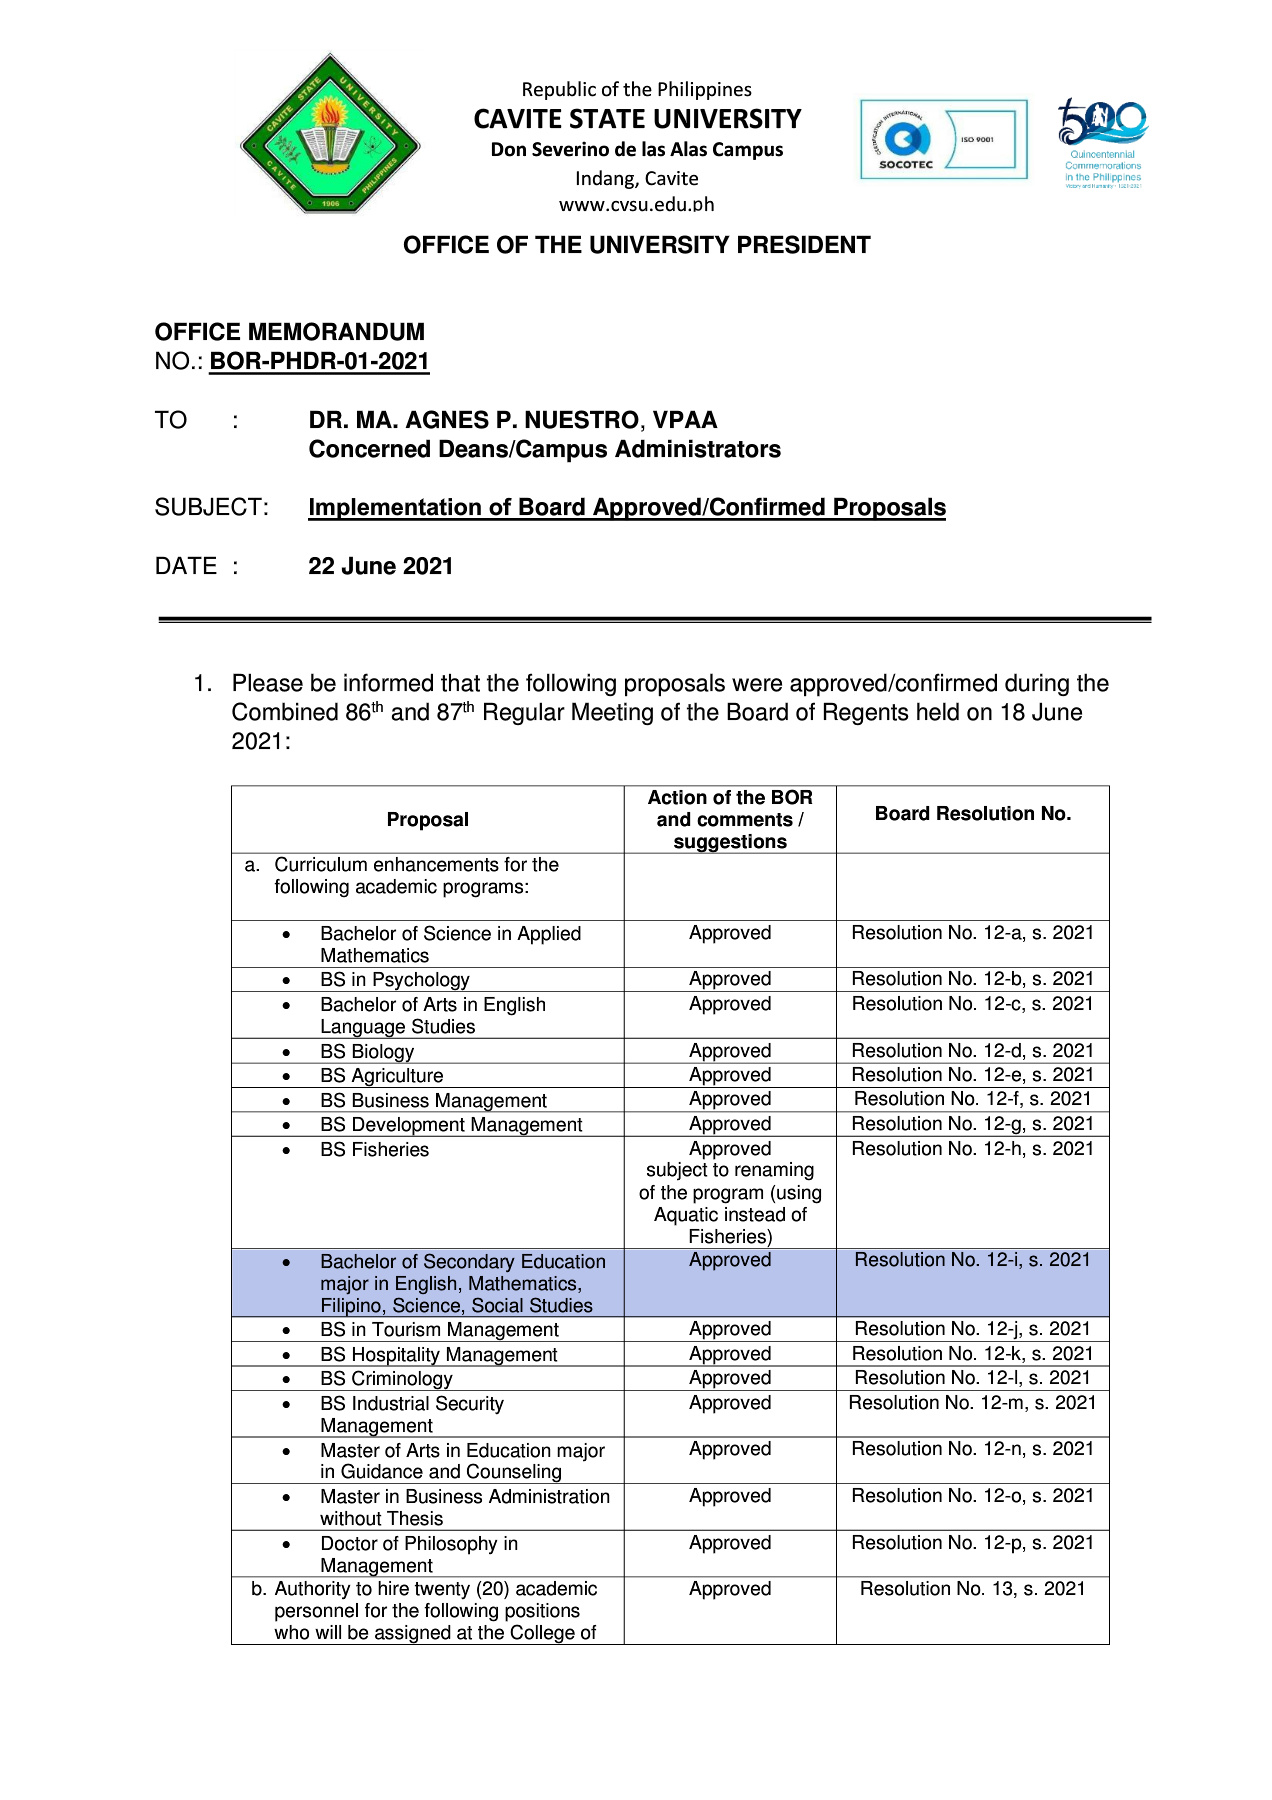 CAVITE STATE UNIVERSITY
CAVITE PHILIPPINES
1906
Republic of the Philippines
CAVITE STATE UNIVERSITY
Don Severino de las Alas Campus
Indang, Cavite
www.cvsu.edu.ph
CERTIFICATION INTERNATIONAL
SOCOTEC
ISO 9001
500
Quincentennial
Commemorations
in the Philippines
Victory and Humanity • 1521-2021
OFFICE OF THE UNIVERSITY PRESIDENT
OFFICE MEMORANDUM
NO.: BOR-PHDR-01-2021
TO : DR. MA. AGNES P. NUESTRO, VPAA
Concerned Deans/Campus Administrators
SUBJECT: Implementation of Board Approved/Confirmed Proposals
DATE : 22 June 2021
1. Please be informed that the following proposals were approved/confirmed during the
Combined 86th and 87th Regular Meeting of the Board of Regents held on 18 June
2021:
Proposal
Action of the BOR
and comments /
suggestions
Board Resolution No.
a. Curriculum enhancements for the
following academic programs:
• Bachelor of Science in Applied
Mathematics
Approved
Resolution No. 12-a, s. 2021
• BS in Psychology
Approved
Resolution No. 12-b, s. 2021
• Bachelor of Arts in English
Language Studies
Approved
Resolution No. 12-c, s. 2021
• BS Biology
Approved
Resolution No. 12-d, s. 2021
• BS Agriculture
Approved
Resolution No. 12-e, s. 2021
• BS Business Management
Approved
Resolution No. 12-f, s. 2021
• BS Development Management
Approved
Resolution No. 12-g, s. 2021
• BS Fisheries
Approved
subject to renaming
of the program (using
Aquatic instead of
Fisheries)
Resolution No. 12-h, s. 2021
• Bachelor of Secondary Education
major in English, Mathematics,
Filipino, Science, Social Studies
Approved
Resolution No. 12-i, s. 2021
• BS in Tourism Management
Approved
Resolution No. 12-j, s. 2021
• BS Hospitality Management
Approved
Resolution No. 12-k, s. 2021
• BS Criminology
Approved
Resolution No. 12-l, s. 2021
• BS Industrial Security
Management
Approved
Resolution No. 12-m, s. 2021
• Master of Arts in Education major
in Guidance and Counseling
Approved
Resolution No. 12-n, s. 2021
• Master in Business Administration
without Thesis
Approved
Resolution No. 12-o, s. 2021
• Doctor of Philosophy in
Management
Approved
Resolution No. 12-p, s. 2021
b. Authority to hire twenty (20) academic
personnel for the following positions
who will be assigned at the College of
Approved
Resolution No. 13, s. 2021